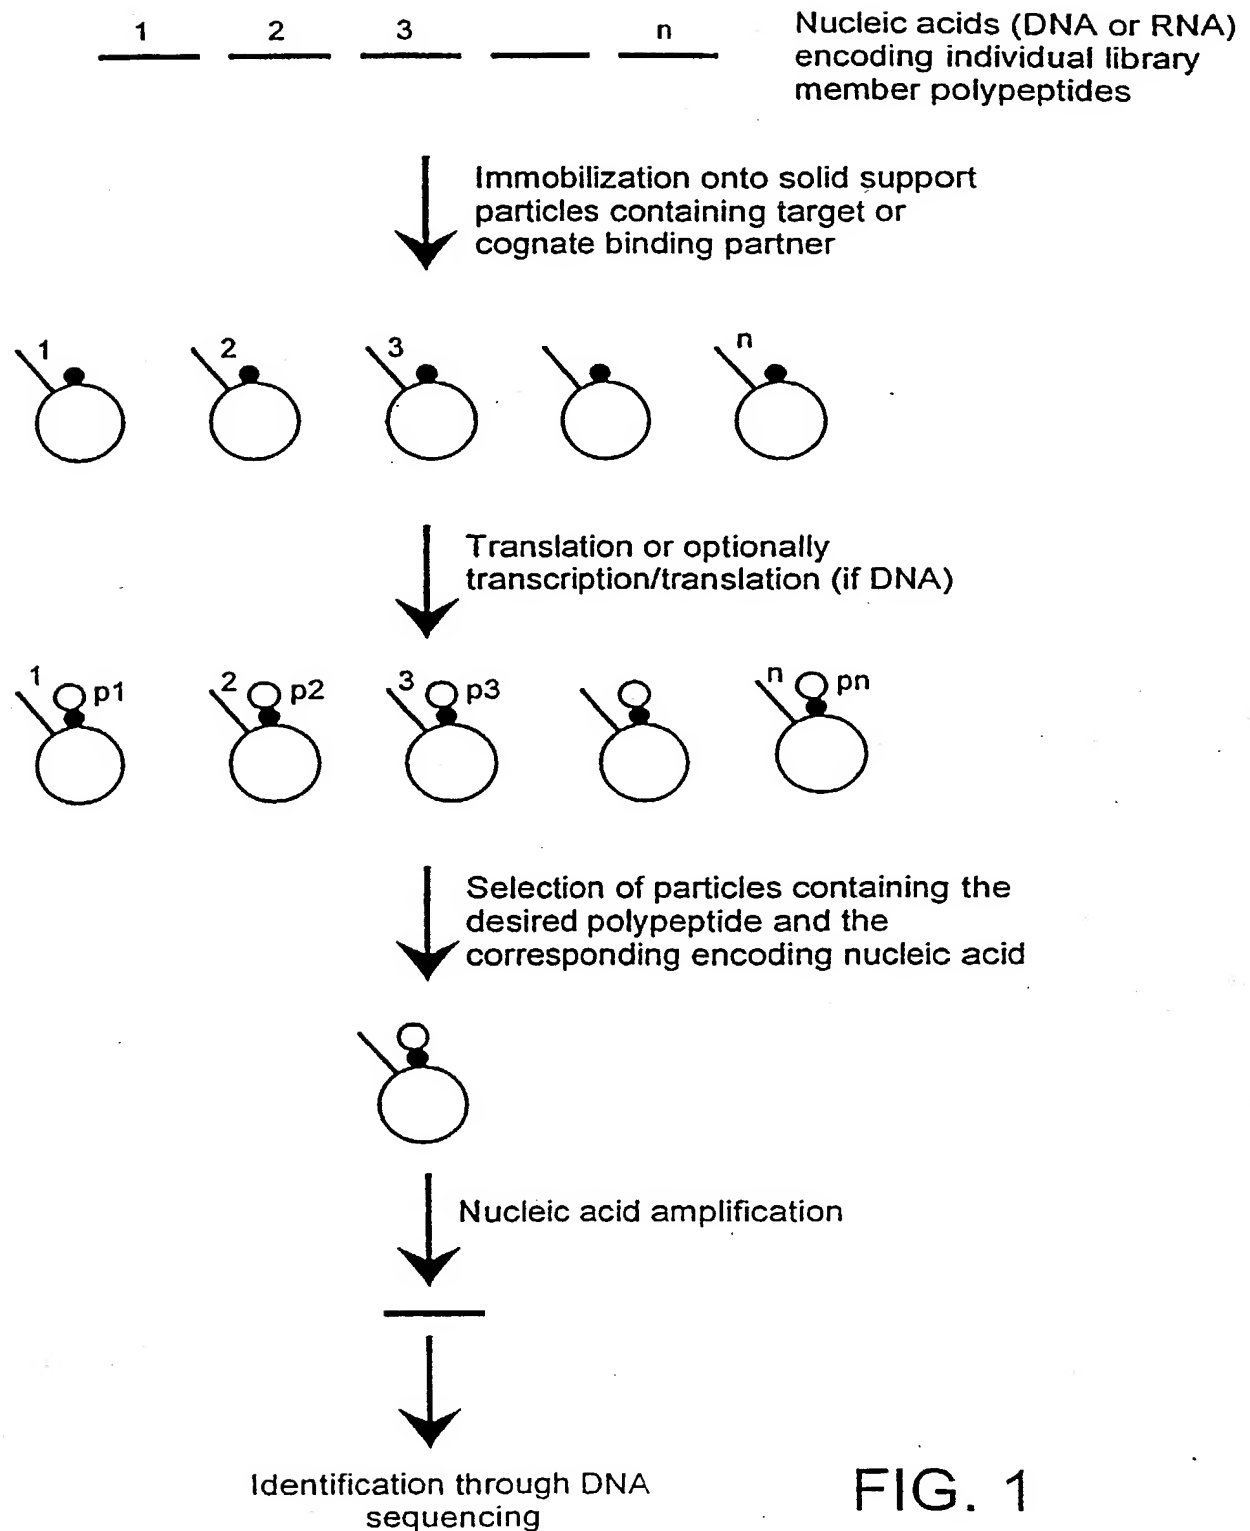 1 2 3 n
Nucleic acids (DNA or RNA)
encoding individual library
member polypeptides
Immobilization onto solid support
particles containing target or
cognate binding partner
1 2 3 n
Translation or optionally
transcription/translation (if DNA)
1 p1 2 p2 3 p3 n pn
Selection of particles containing the
desired polypeptide and the
corresponding encoding nucleic acid
Nucleic acid amplification
Identification through DNA
sequencing
FIG. 1